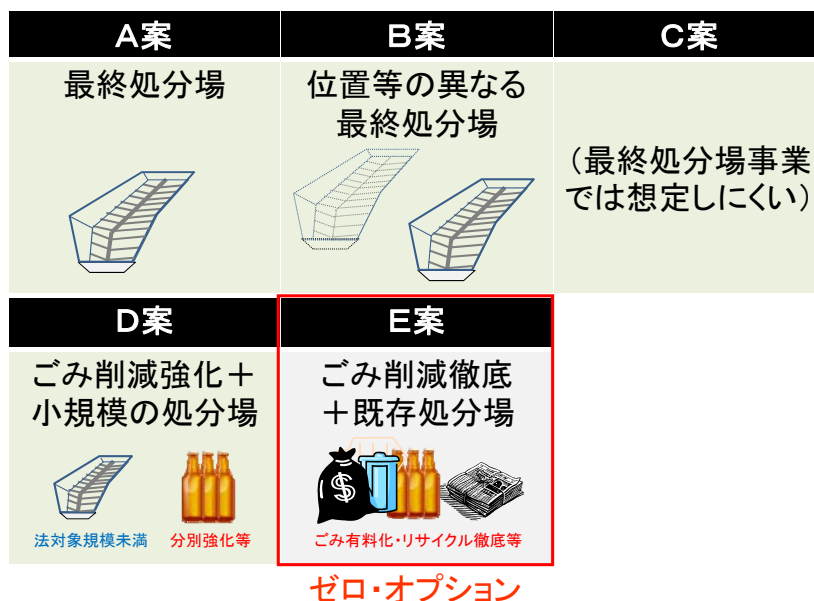 A案
B案
C案
最終処分場
位置等の異なる
最終処分場
（最終処分場事業
では想定しにくい）
D案
E案
ごみ削減強化＋
小規模の処分場
法対象規模未満
分別強化等
ごみ削減徹底
＋既存処分場
$
ごみ有料化・リサイクル徹底等
ゼロ・オプション